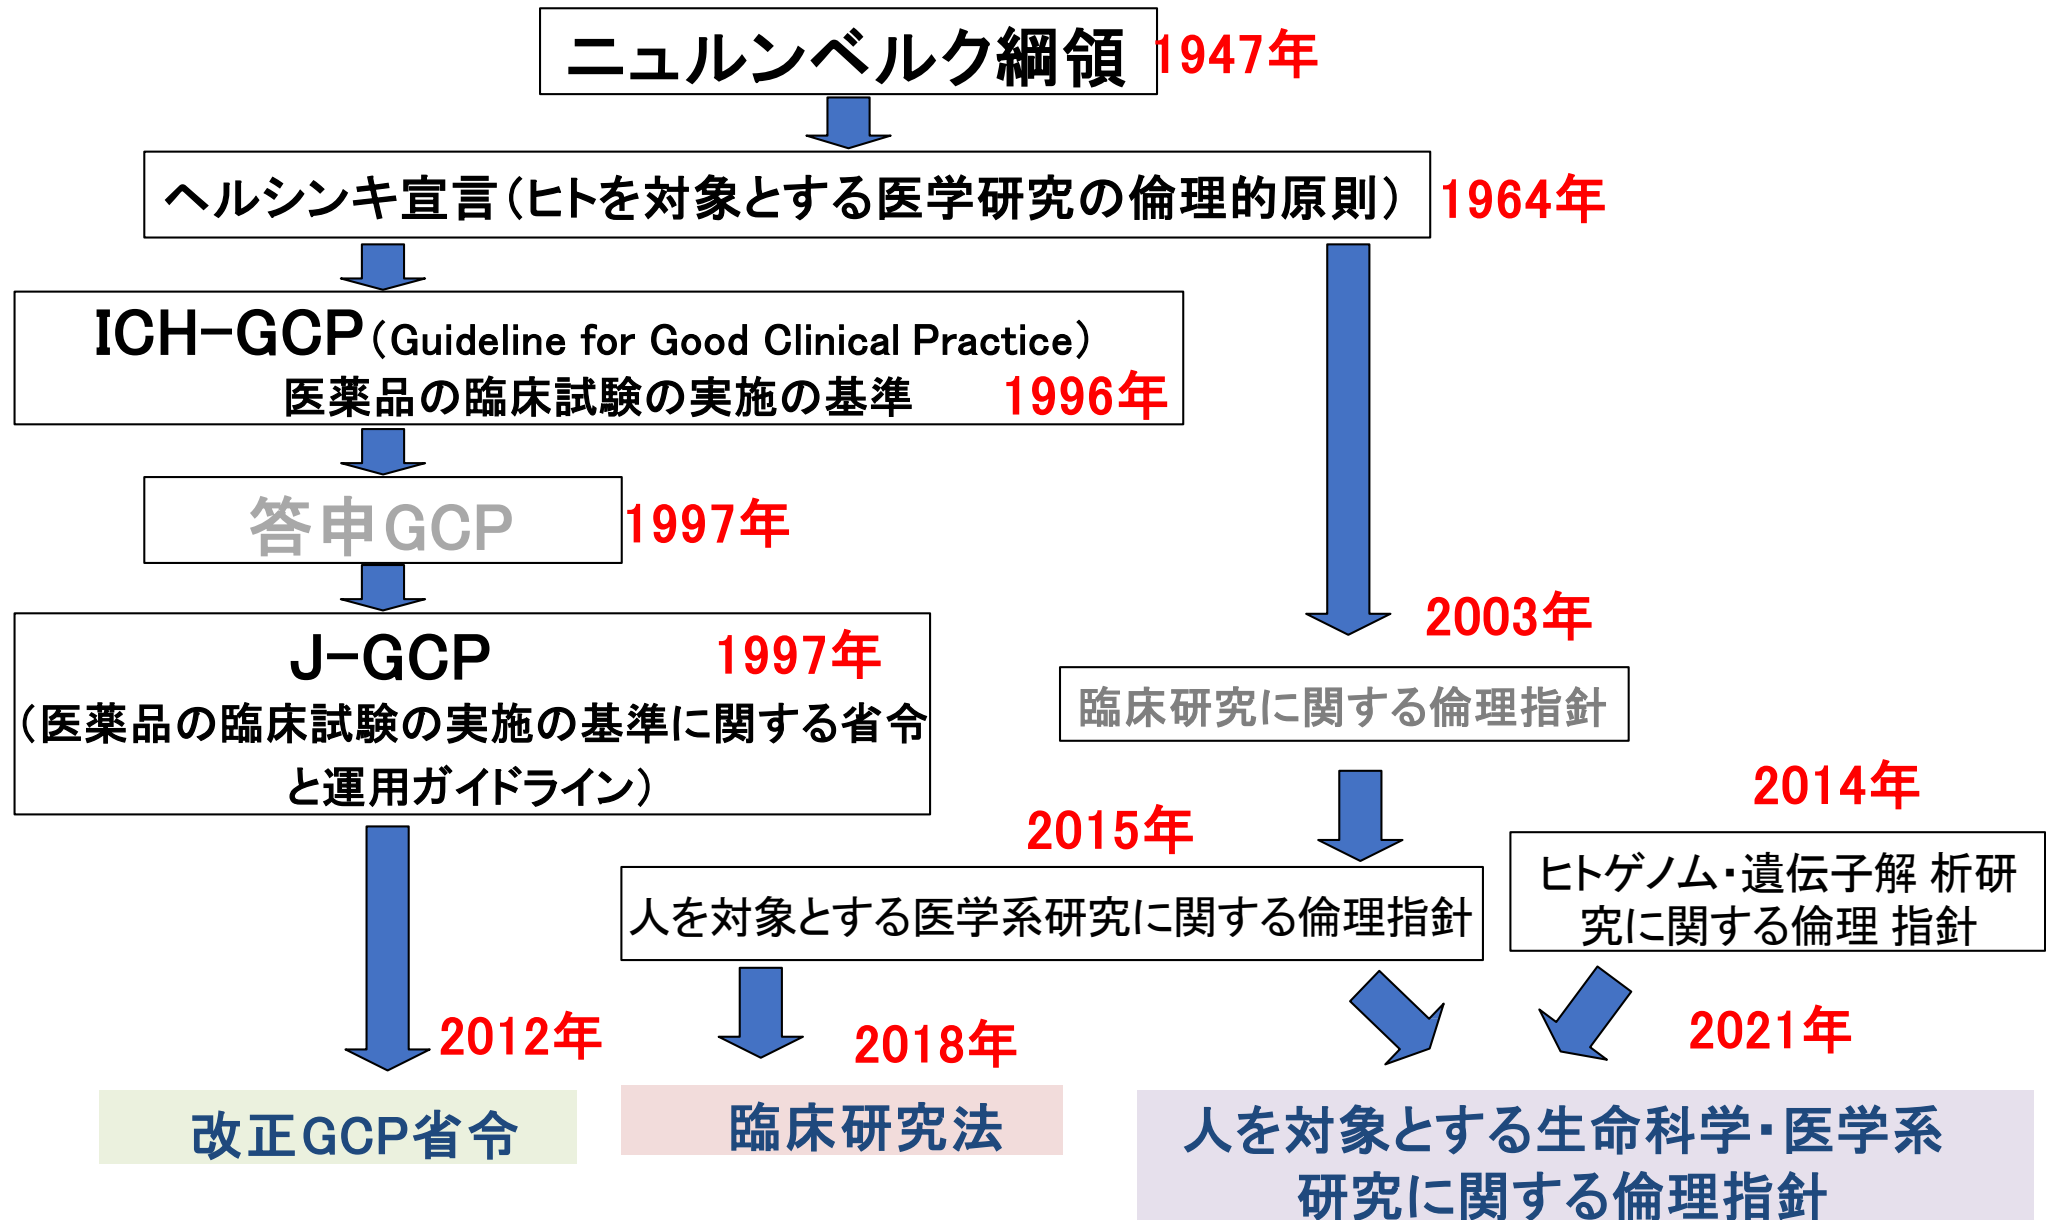 ニュルンベルク綱領 1947年
ヘルシンキ宣言（ヒトを対象とする医学研究の倫理的原則） 1964年
ICH-GCP（Guideline for Good Clinical Practice）
医薬品の臨床試験の実施の基準 1996年
答申GCP 1997年
J-GCP 1997年
（医薬品の臨床試験の実施の基準に関する省令
と運用ガイドライン）
2003年
臨床研究に関する倫理指針
2015年
人を対象とする医学系研究に関する倫理指針
2014年
ヒトゲノム・遺伝子解 析研
究に関する倫理 指針
2012年
改正GCP省令
2018年
臨床研究法
2021年
人を対象とする生命科学・医学系
研究に関する倫理指針